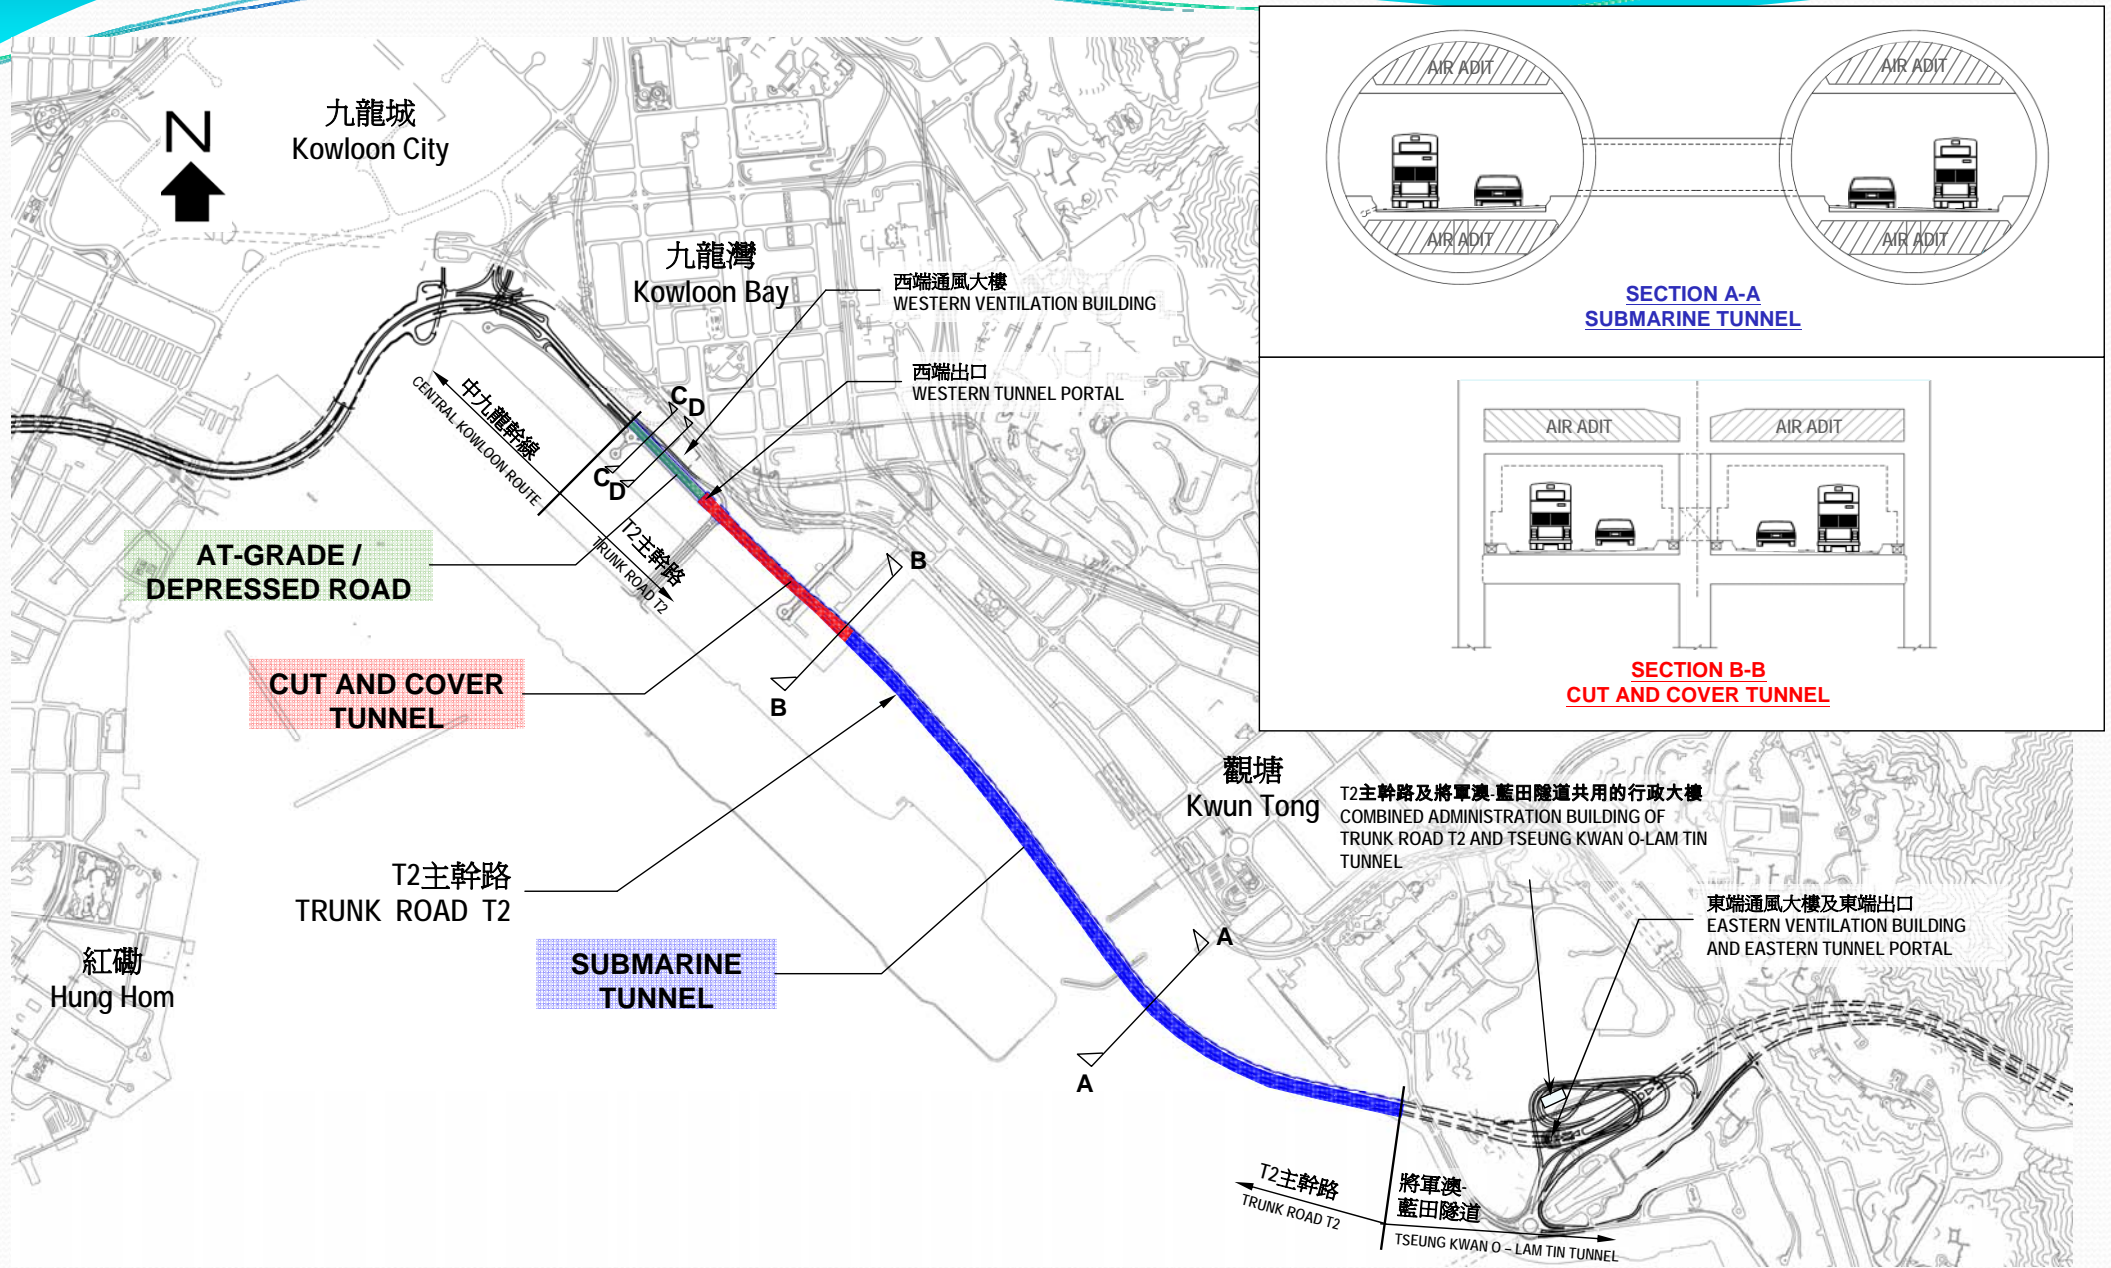 九龍城
Kowloon City
N
九龍灣
Kowloon Bay
西端通風大樓
WESTERN VENTILATION BUILDING
西端出口
WESTERN TUNNEL PORTAL
中九龍幹線
CENTRAL KOWLOON ROUTE
C
D
C
D
T2主幹路
TRUNK ROAD T2
AT-GRADE /
DEPRESSED ROAD
B
B
CUT AND COVER
TUNNEL
T2主幹路
TRUNK ROAD T2
SUBMARINE
TUNNEL
紅磡
Hung Hom
觀塘
Kwun Tong
A
A
T2主幹路及將軍澳-藍田隧道共用的行政大樓
COMBINED ADMINISTRATION BUILDING OF
TRUNK ROAD T2 AND TSEUNG KWAN O-LAM TIN
TUNNEL
東端通風大樓及東端出口
EASTERN VENTILATION BUILDING
AND EASTERN TUNNEL PORTAL
T2主幹路
TRUNK ROAD T2
將軍澳-
藍田隧道
TSEUNG KWAN O – LAM TIN TUNNEL
AIR ADIT
AIR ADIT
AIR ADIT
AIR ADIT
SECTION A-A
SUBMARINE TUNNEL
AIR ADIT
AIR ADIT
SECTION B-B
CUT AND COVER TUNNEL